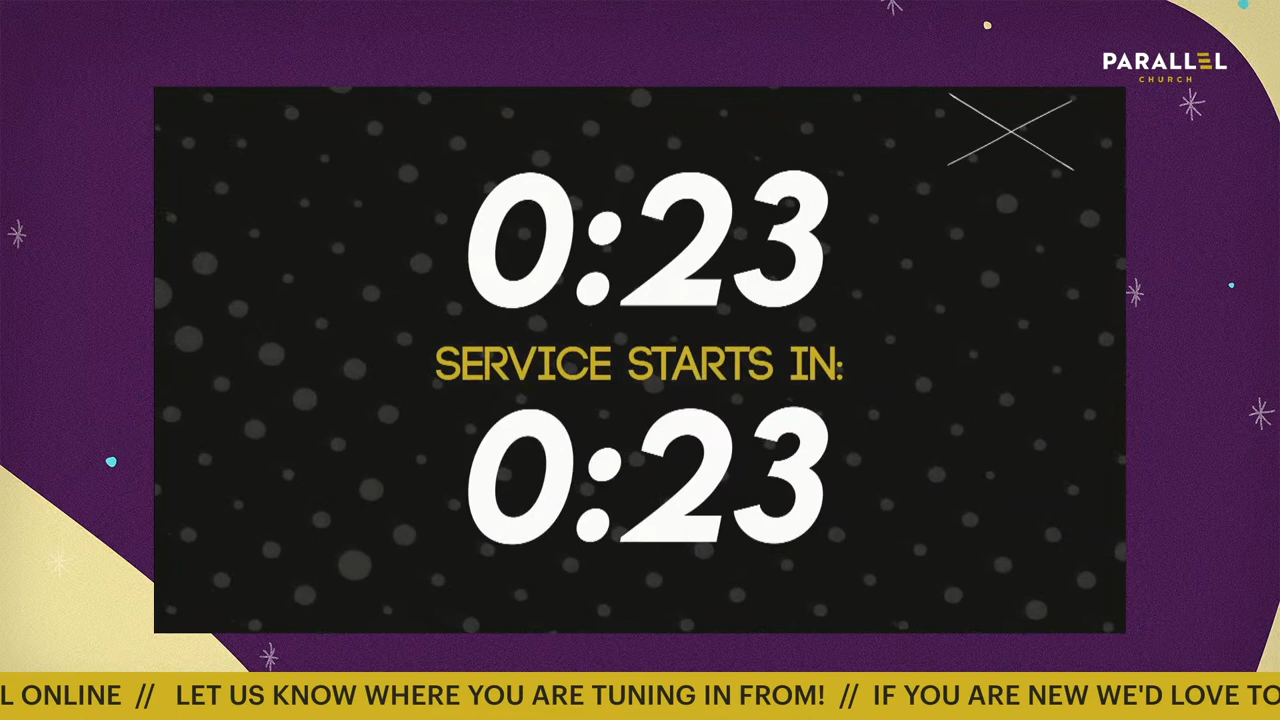 PARALLEL
CHURCH
0:23
SERVICE STARTS IN:
0:23
L ONLINE // LET US KNOW WHERE YOU ARE TUNING IN FROM! // IF YOU ARE NEW WE'D LOVE TO